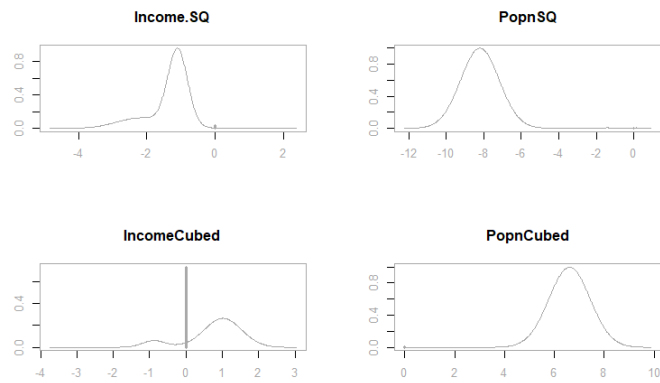 Income.SQ
PopnSQ
0.0 0.4 0.8
-4 -2 0 2
0.0 0.4 0.8
-12 -10 -8 -6 -4 -2 0
IncomeCubed
PopnCubed
0.0 0.4
-4 -3 -2 -1 0 1 2 3
0.0 0.4 0.8
0 2 4 6 8 10